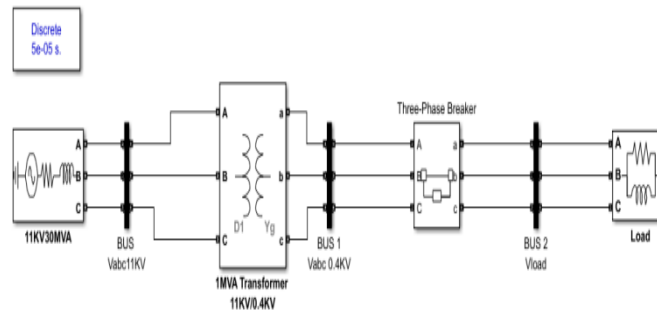 Discrete
5e-05 s.
Three-Phase Breaker
A
B
C
A
B
C
D1
Yg
a
b
c
A
B
C
a
b
c
A
B
C
11KV30MVA
BUS
Vabc11KV
1MVA Transformer
11KV/0.4KV
BUS 1
Vabc 0.4KV
BUS 2
Vload
Load